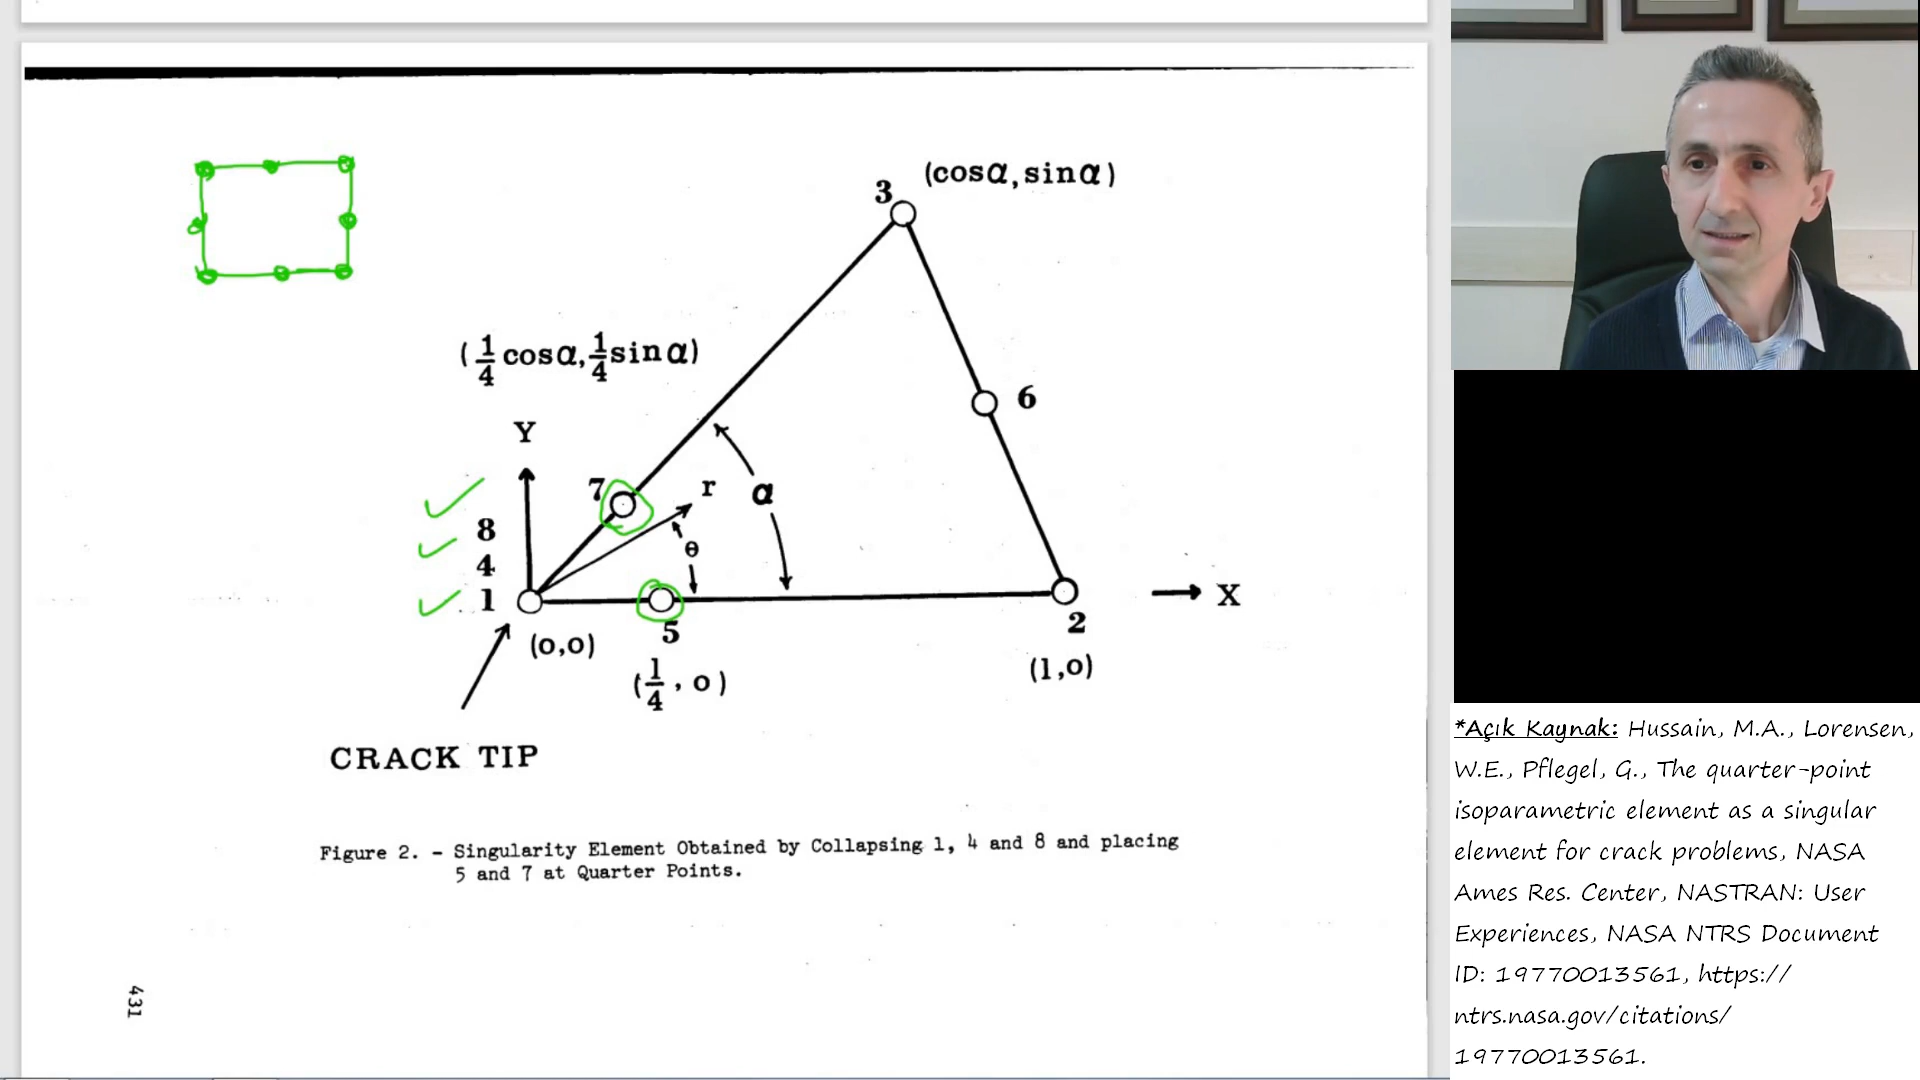 (cosα, sinα)
3
(1/4 cosα, 1/4 sinα)
6
Y
7
r
α
8
θ
4
1
X
5
2
(0,0)
(1/4, 0)
(1,0)
CRACK TIP
Figure 2. - Singularity Element Obtained by Collapsing 1, 4 and 8 and placing
5 and 7 at Quarter Points.
431
*Açık Kaynak: Hussain, M.A., Lorensen,
W.E., Pflegel, G., The quarter-point
isoparametric element as a singular
element for crack problems, NASA
Ames Res. Center, NASTRAN: User
Experiences, NASA NTRS Document
ID: 19770013561, https://
ntrs.nasa.gov/citations/
19770013561.